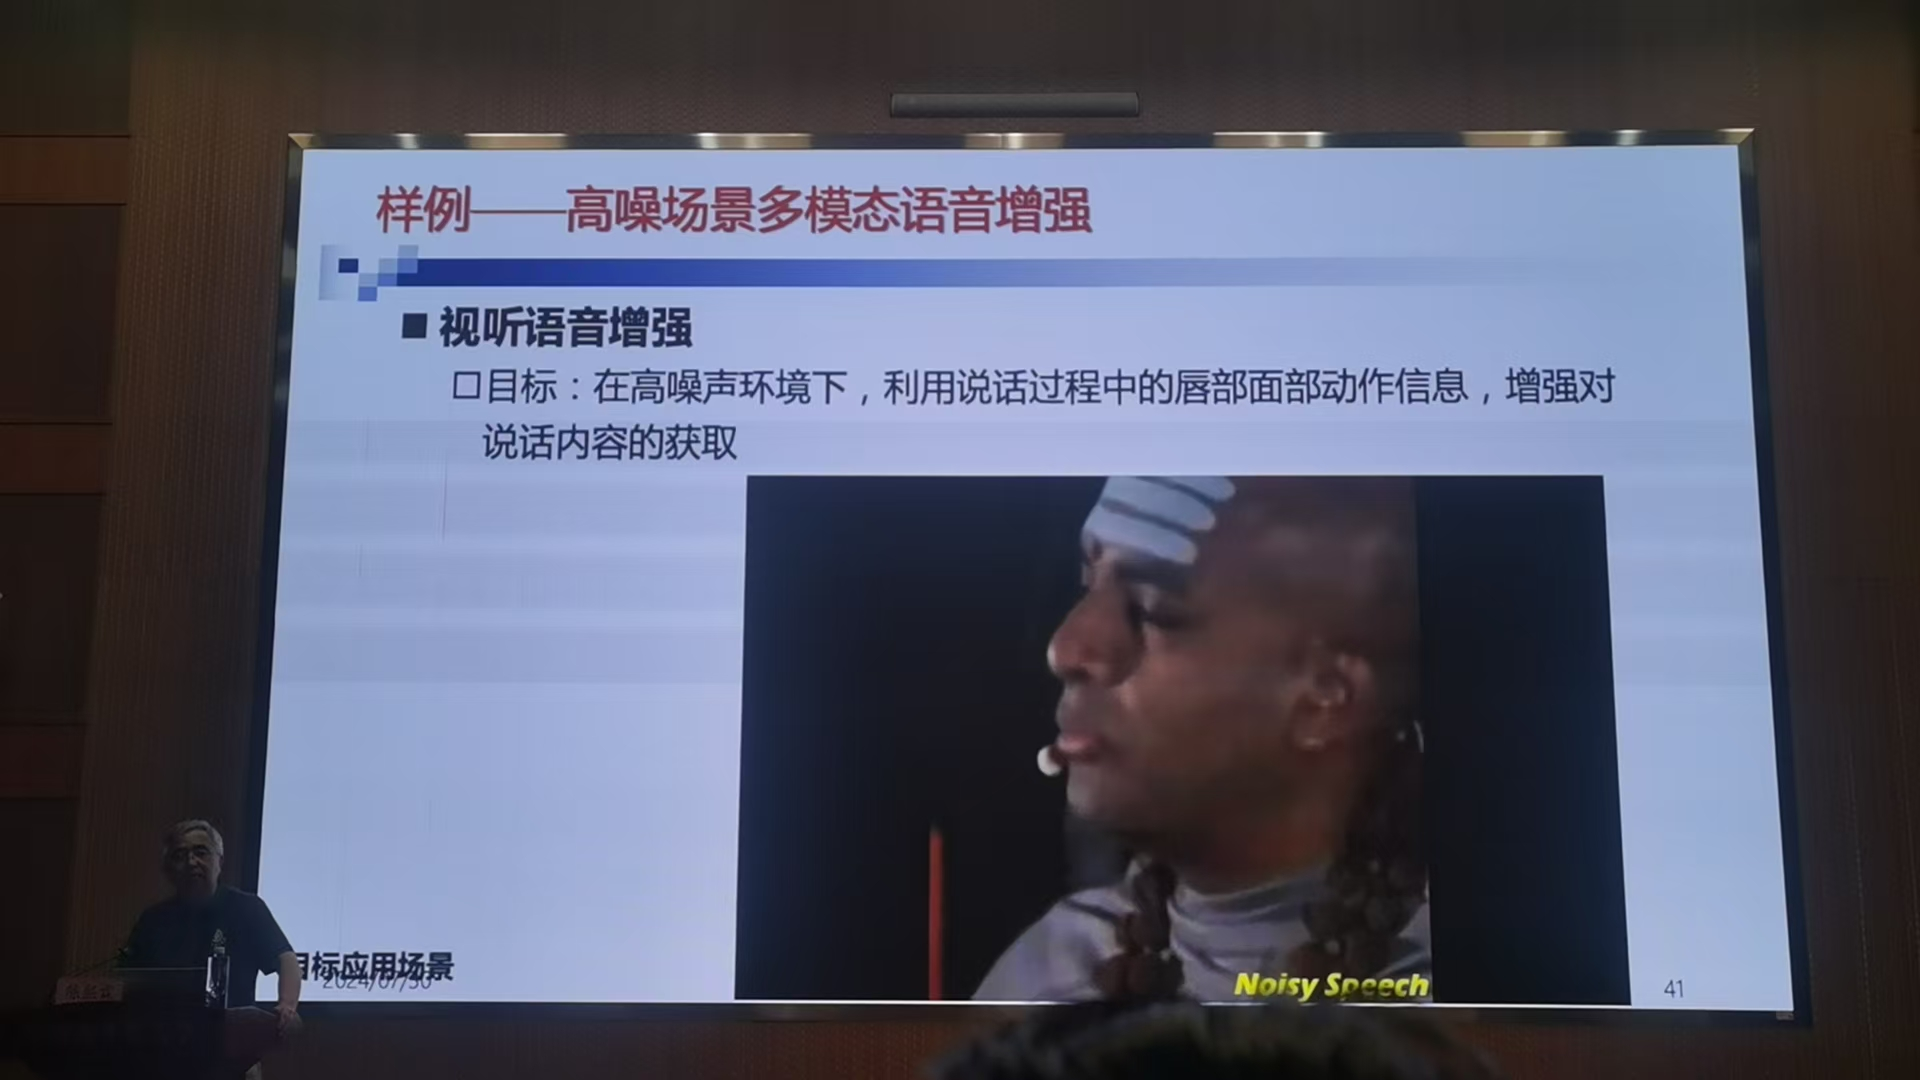 样例——高噪场景多模态语音增强
视听语音增强
目标：在高噪声环境下，利用说话过程中的唇部面部动作信息，增强对
说话内容的获取
Noisy Speech
目标应用场景
2024/07/30
41